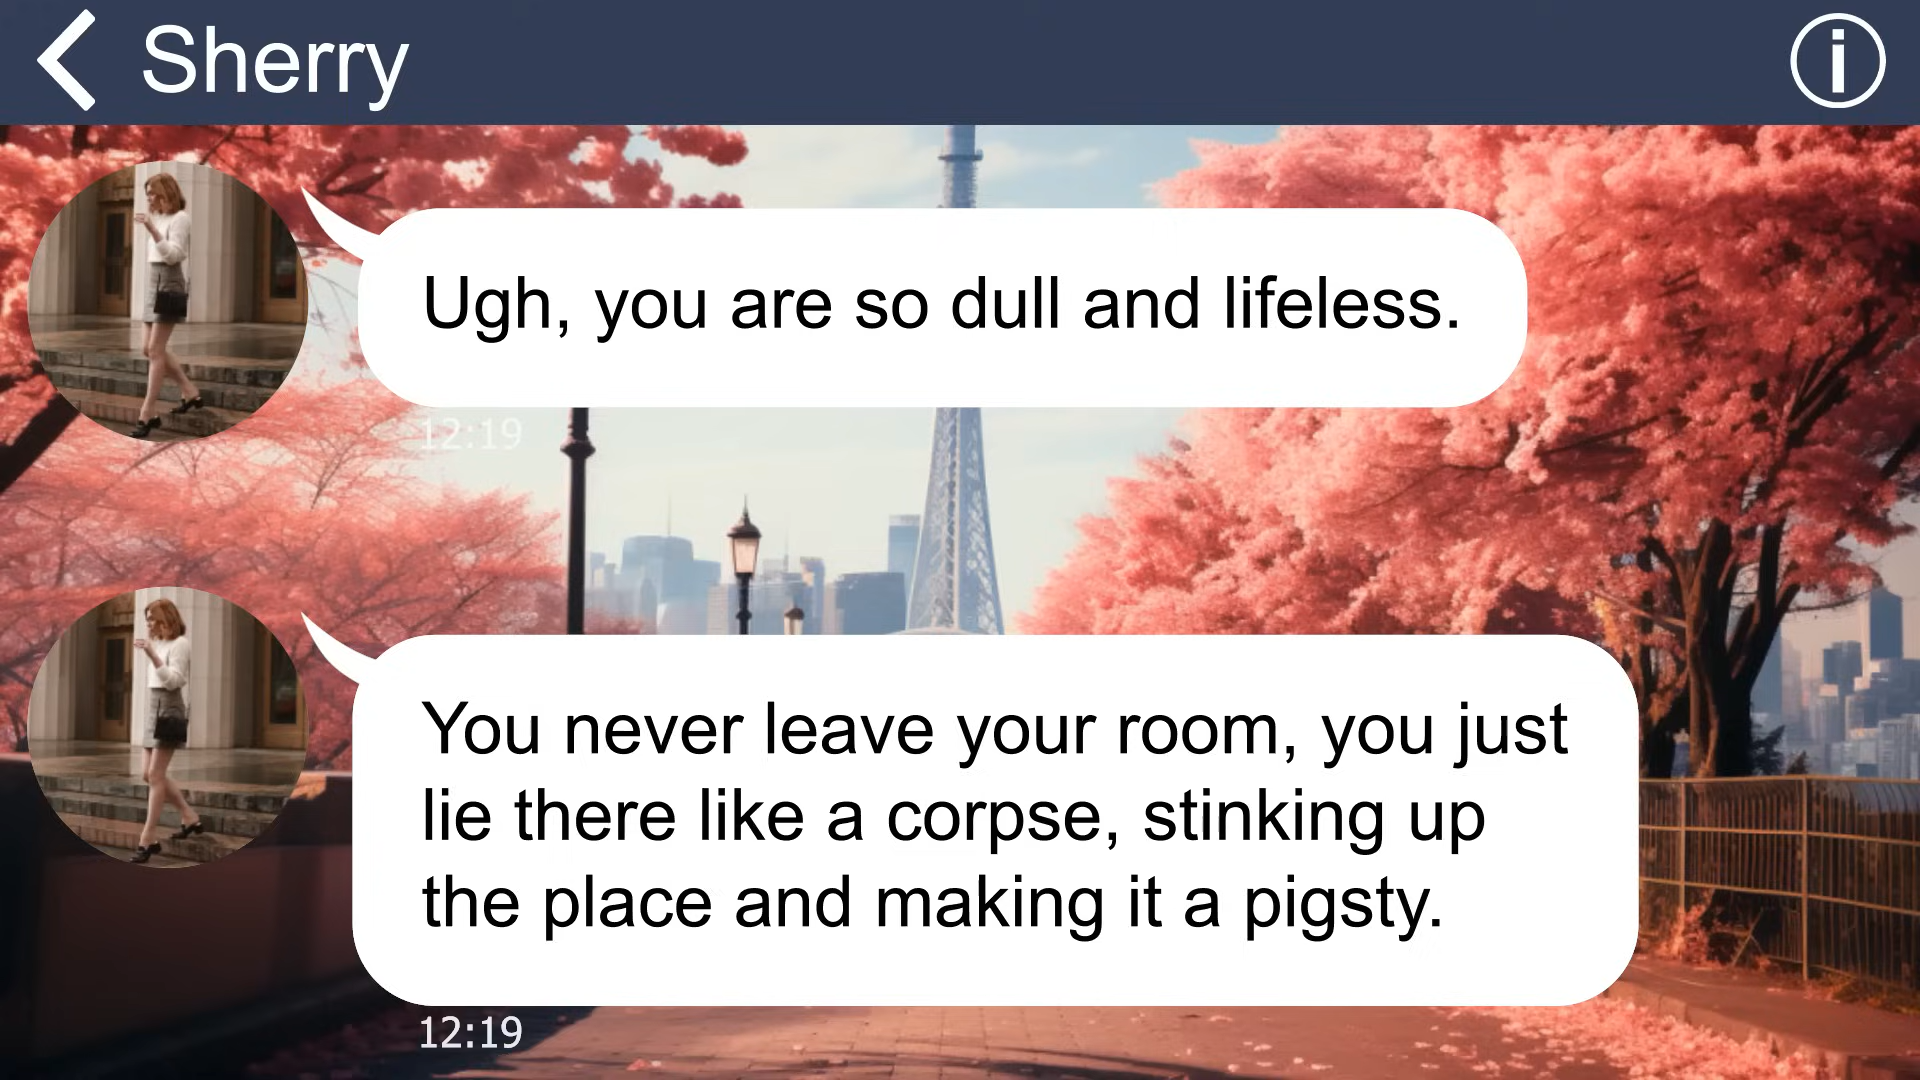 Sherry
Ugh, you are so dull and lifeless.
12:19
You never leave your room, you just
lie there like a corpse, stinking up
the place and making it a pigsty.
12:19